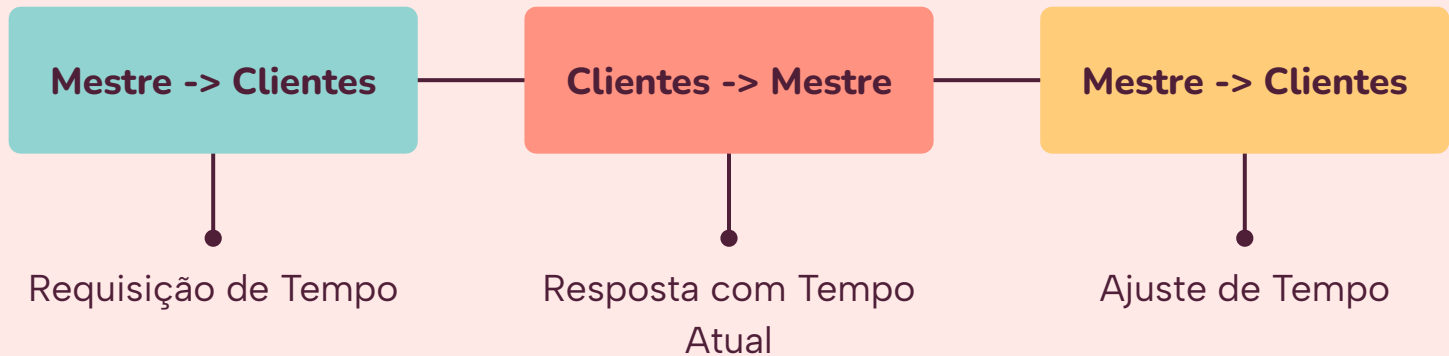 Mestre -> Clientes
Clientes -> Mestre
Mestre -> Clientes
Requisição de Tempo
Resposta com Tempo
Atual
Ajuste de Tempo